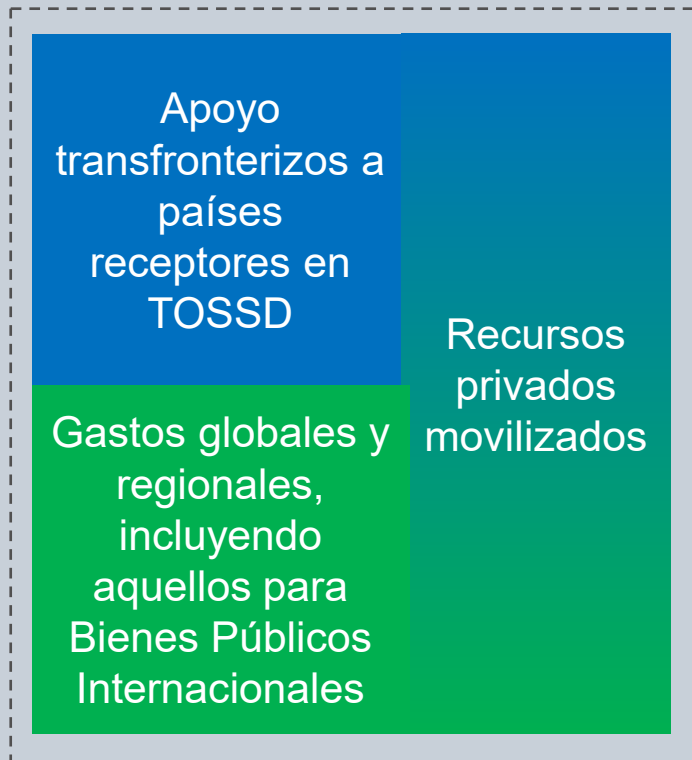 Apoyo
transfronterizos a
países
receptores en
TOSSD
Gastos globales y
regionales,
incluyendo
aquellos para
Bienes Públicos
Internacionales
Recursos
privados
movilizados